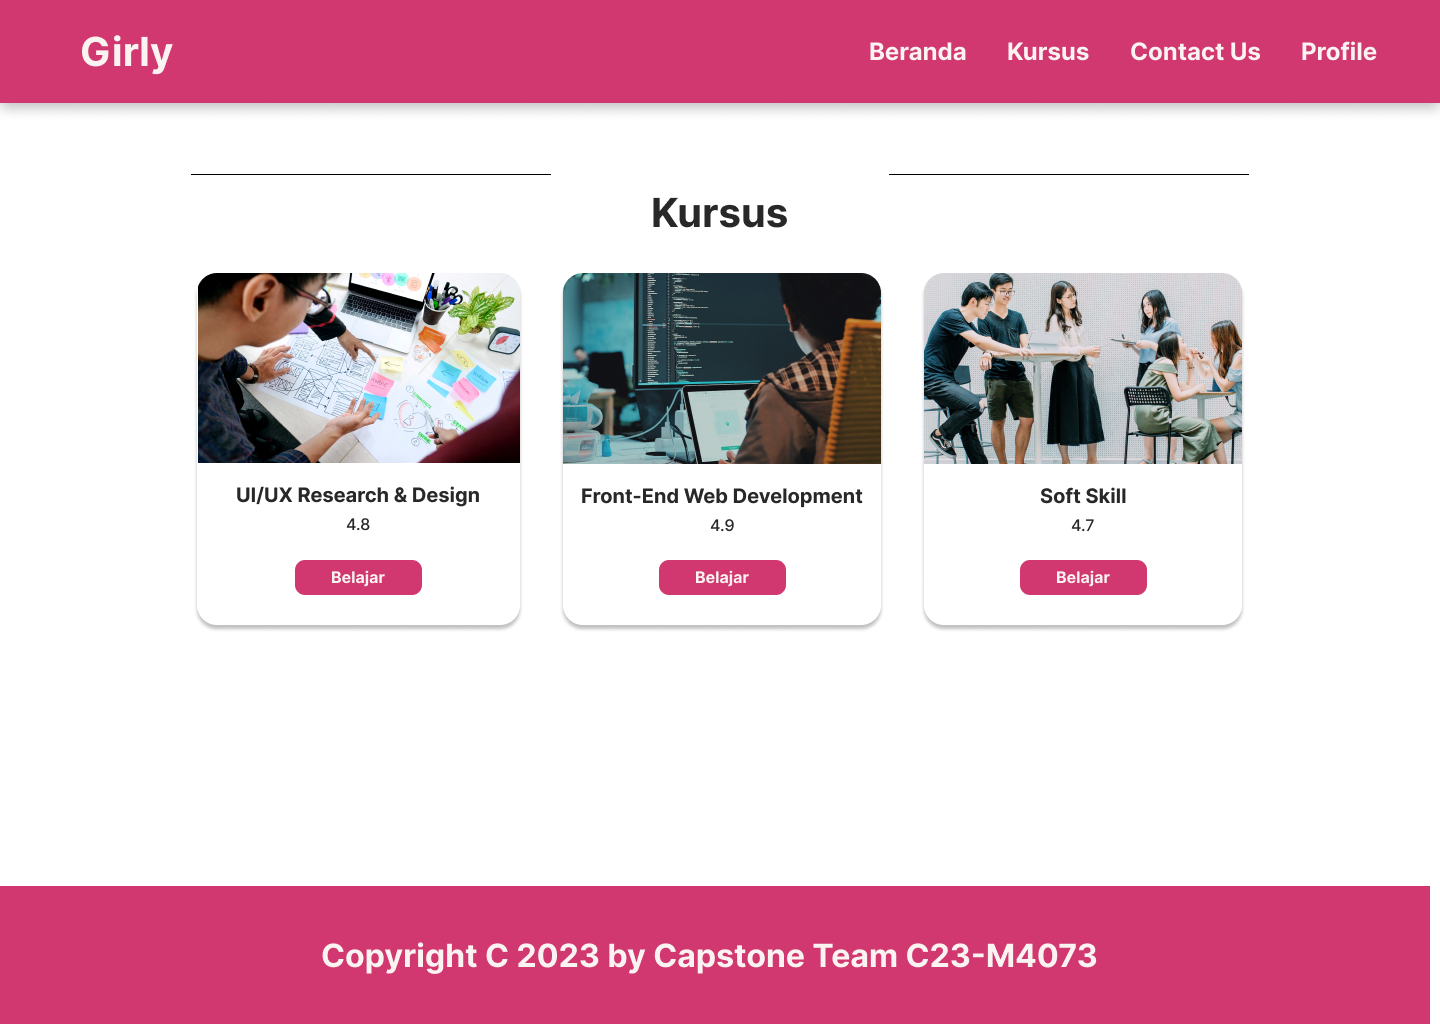 Girly
Beranda Kursus Contact Us Profile
Kursus
UI/UX Research & Design
4.8
Belajar
Front-End Web Development
4.9
Belajar
Soft Skill
4.7
Belajar
Copyright C 2023 by Capstone Team C23-M4073